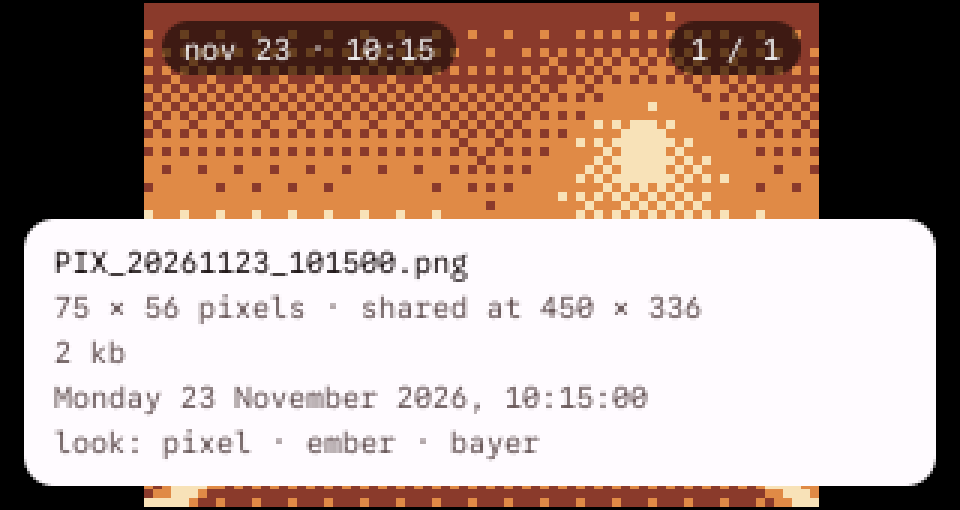 nov 23 · 10:15
1 / 1
PIX_20261123_101500.png
75 × 56 pixels · shared at 450 × 336
2 kb
Monday 23 November 2026, 10:15:00
look: pixel · ember · bayer